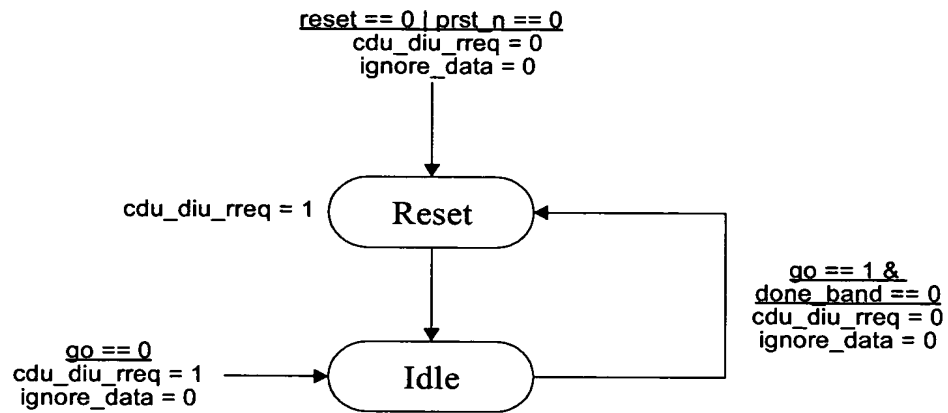 reset == 0 | prst_n == 0
cdu_diu_rreq = 0
ignore_data = 0
cdu_diu_rreq = 1
Reset
go == 1 &
done_band == 0
cdu_diu_rreq = 0
ignore_data = 0
go == 0
cdu_diu_rreq = 1
ignore_data = 0
Idle